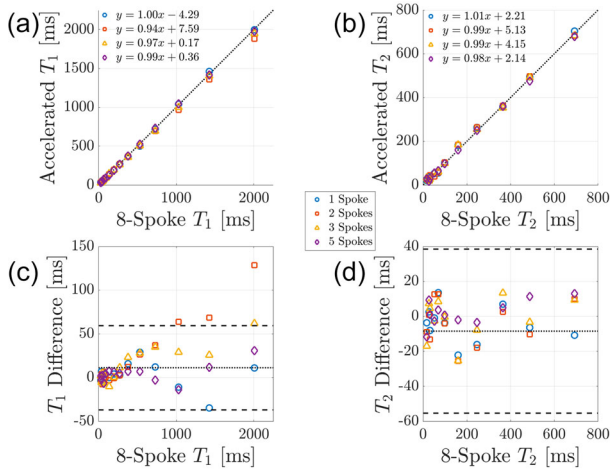 (a)
y = 1.00x − 4.29
y = 0.94x + 7.59
y = 0.97x + 0.17
y = 0.99x + 0.36
Accelerated T1 [ms]
2000
1500
1000
500
0
0 1000 2000
8-Spoke T1 [ms]
(b)
y = 1.01x + 2.21
y = 0.99x + 5.13
y = 0.99x + 4.15
y = 0.98x + 2.14
Accelerated T2 [ms]
800
600
400
200
0
0 200 400 600 800
8-Spoke T2 [ms]
1 Spoke
2 Spokes
3 Spokes
5 Spokes
(c)
T1 Difference [ms]
150
100
50
0
-50
0 1000 2000
8-Spoke T1 [ms]
(d)
T2 Difference [ms]
40
20
0
-20
-40
-60
0 200 400 600 800
8-Spoke T2 [ms]